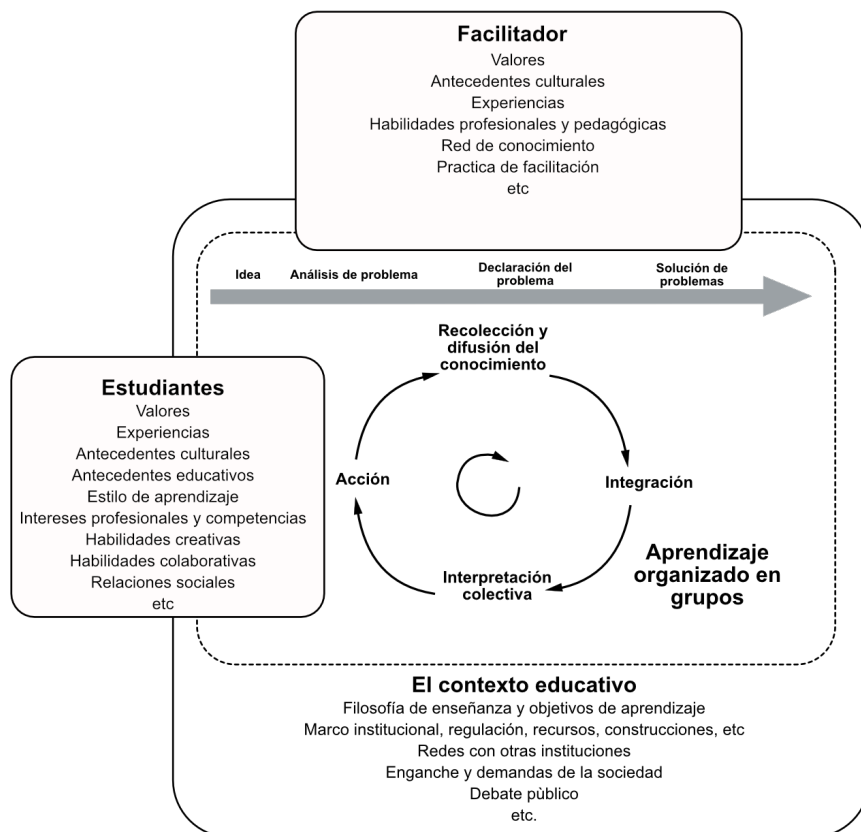 Facilitador
Valores
Antecedentes culturales
Experiencias
Habilidades profesionales y pedagógicas
Red de conocimiento
Practica de facilitación
etc
Idea
Análisis de problema
Declaración del
problema
Solución de
problemas
Recolección y
difusión del
conocimiento
Estudiantes
Valores
Experiencias
Antecedentes culturales
Antecedentes educativos
Estilo de aprendizaje
Intereses profesionales y competencias
Habilidades creativas
Habilidades colaborativas
Relaciones sociales
etc
Acción
Integración
Interpretación
colectiva
Aprendizaje
organizado en
grupos
El contexto educativo
Filosofía de enseñanza y objetivos de aprendizaje
Marco institucional, regulación, recursos, construcciones, etc
Redes con otras instituciones
Enganche y demandas de la sociedad
Debate pùblico
etc.